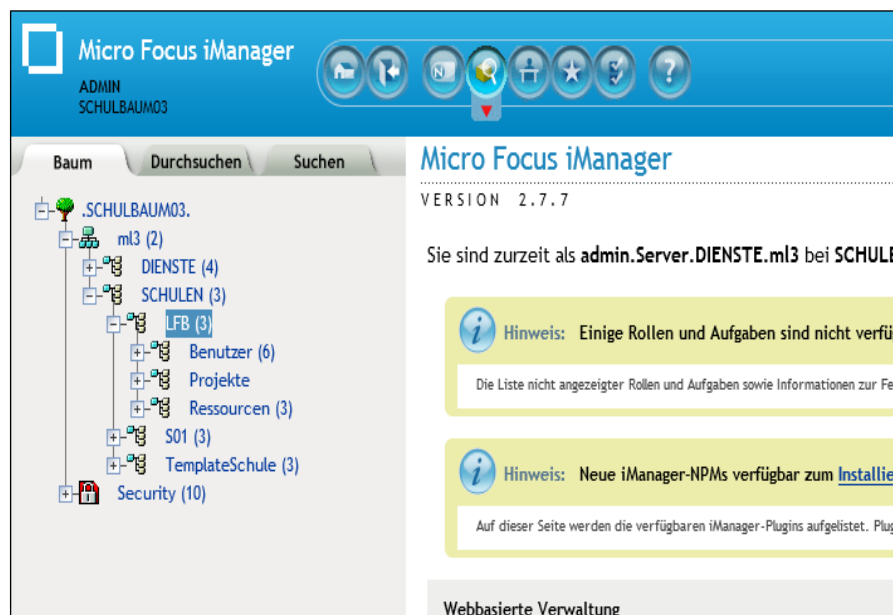 Micro Focus iManager
ADMIN
SCHULBAUM03
N
?
Baum
Durchsuchen
Suchen
.SCHULBAUM03.
ml3 (2)
DIENSTE (4)
SCHULEN (3)
LFB (3)
Benutzer (6)
Projekte
Ressourcen (3)
S01 (3)
TemplateSchule (3)
Security (10)
Micro Focus iManager
VERSION 2.7.7
Sie sind zurzeit als admin.Server.DIENSTE.ml3 bei SCHULE
Hinweis: Einige Rollen und Aufgaben sind nicht verfü
Die Liste nicht angezeigter Rollen und Aufgaben sowie Informationen zur Fe
Hinweis: Neue iManager-NPMs verfügbar zum Installie
Auf dieser Seite werden die verfügbaren iManager-Plugins aufgelistet. Plug
Webbasierte Verwaltung